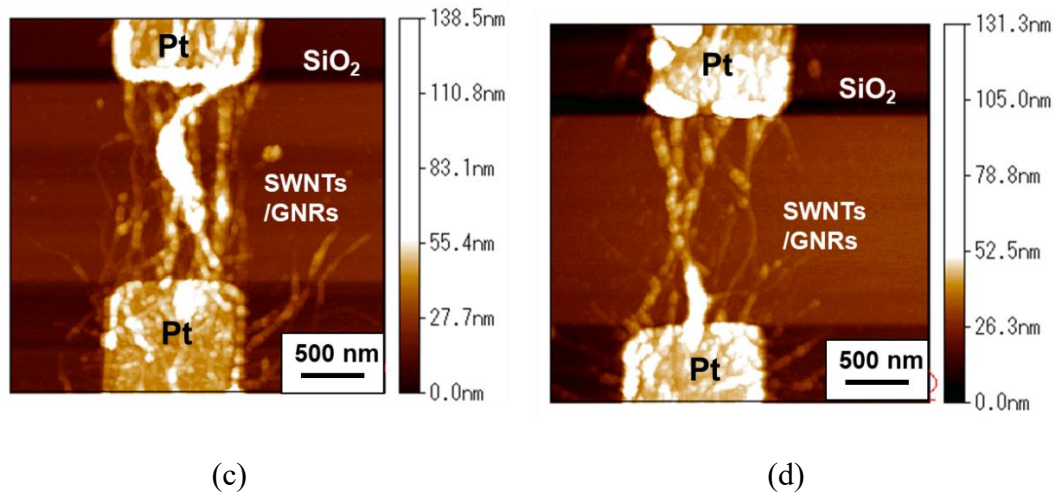 Pt
SiO₂
SWNTs
/GNRs
Pt
500 nm
138.5nm
110.8nm
83.1nm
55.4nm
27.7nm
0.0nm
(c)
Pt
SiO₂
SWNTs
/GNRs
Pt
500 nm
131.3nm
105.0nm
78.8nm
52.5nm
26.3nm
0.0nm
(d)